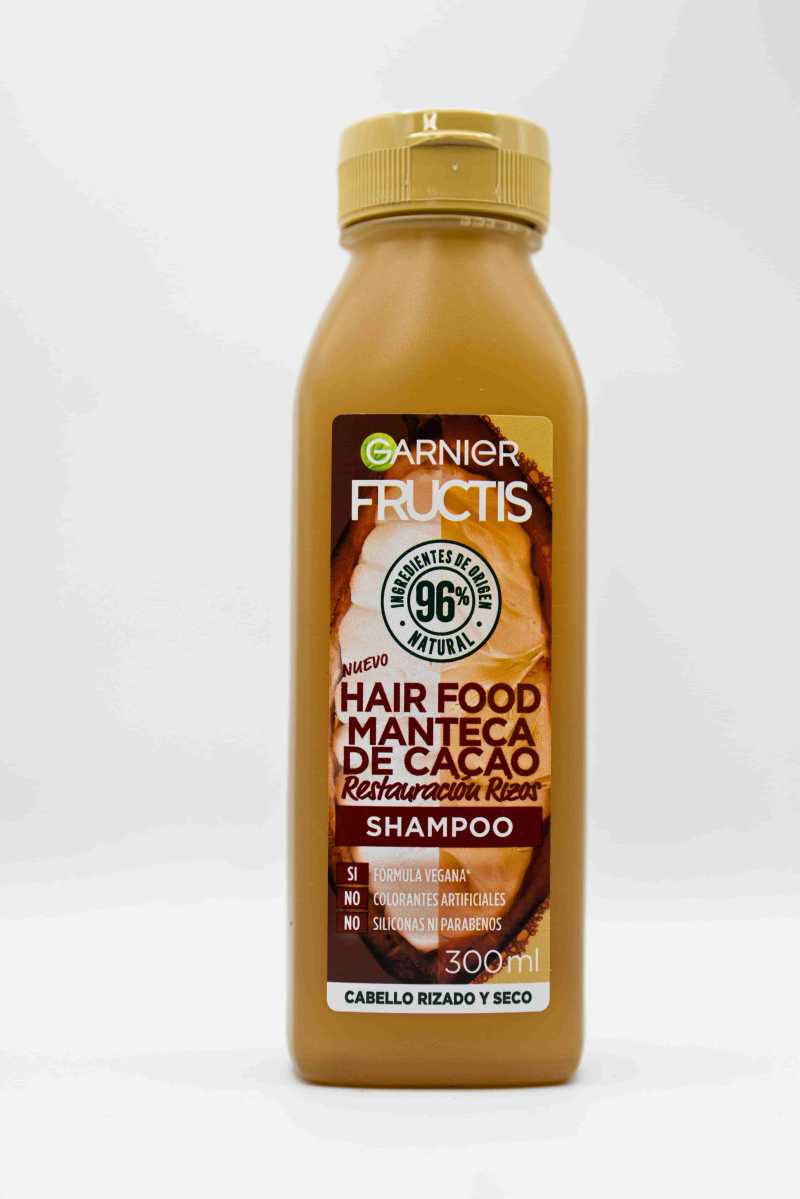 GARNIER
FRUCTIS
INGREDIENTES DE ORIGEN
96%
• NATURAL •
NUEVO
HAIR FOOD
MANTECA
DE CACAO
Restauración Rizos
SHAMPOO
SI FÓRMULA VEGANA*
NO COLORANTES ARTIFICIALES
NO SILICONAS NI PARABENOS
300ml
CABELLO RIZADO Y SECO